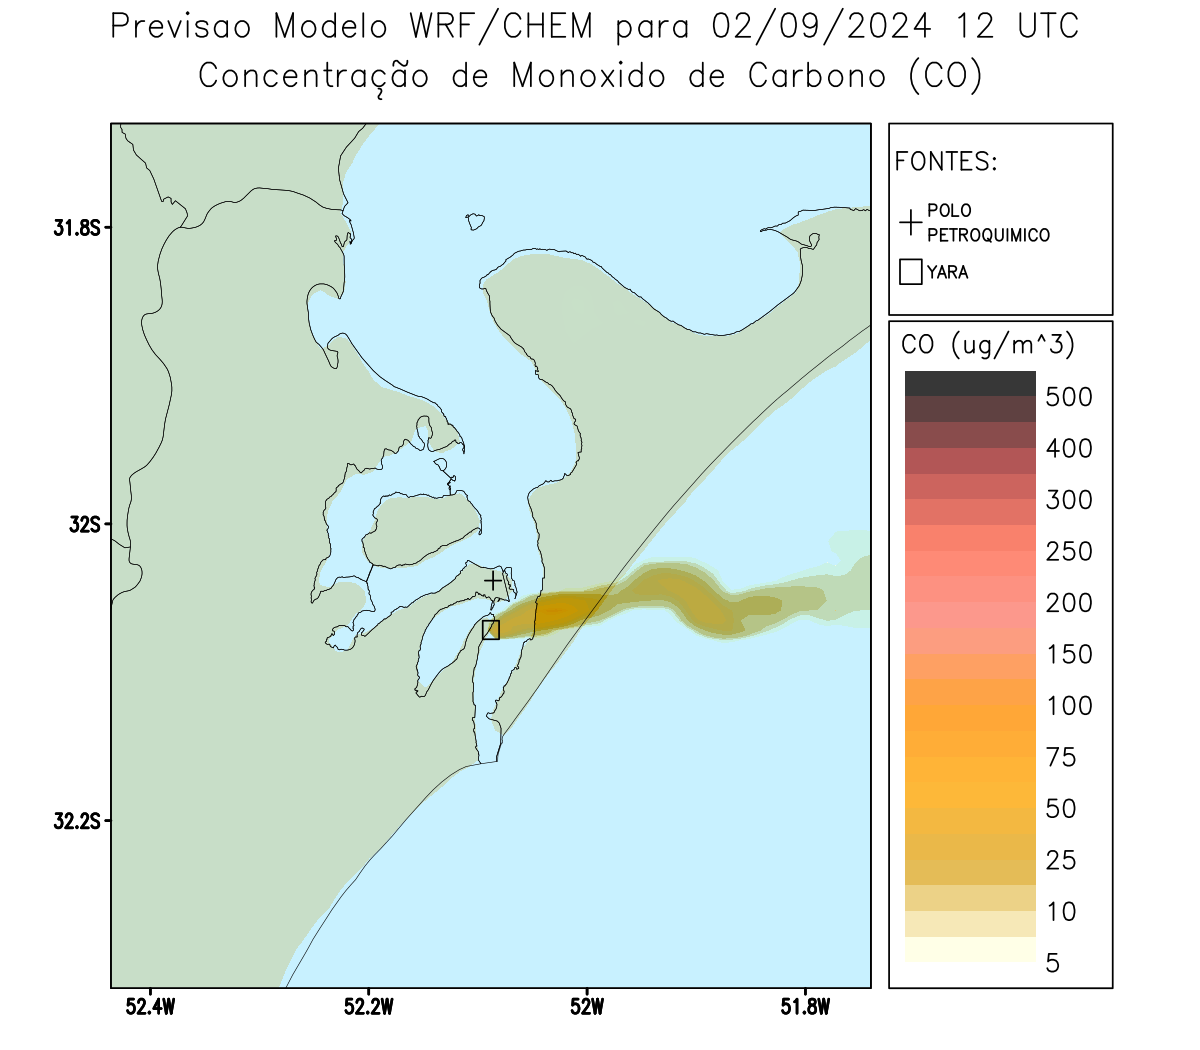 Previsao Modelo WRF/CHEM para 02/09/2024 12 UTC
Concentração de Monoxido de Carbono (CO)
FONTES:
POLO
PETROQUIMICO
YARA
CO (ug/m^3)
500
400
300
250
200
150
100
75
50
25
10
5
31.8S
32S
32.2S
52.4W
52.2W
52W
51.8W